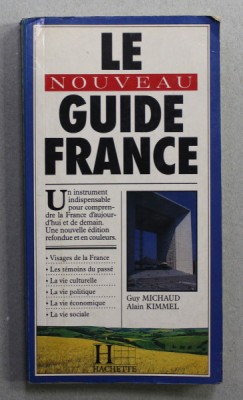 LE
NOUVEAU
GUIDE
FRANCE
Un instrument
indispensable
pour compren-
dre la France d'aujour-
d'hui et de demain.
Une nouvelle édition
refondue et en couleurs.
• Visages de la France
• Les témoins du passé
• La vie culturelle
• La vie politique
• La vie économique
• La vie sociale
Guy MICHAUD
Alain KIMMEL
H
HACHETTE